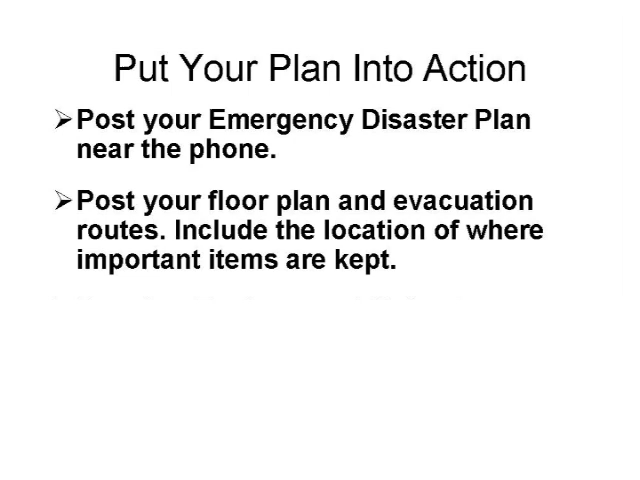 Put Your Plan Into Action
➢Post your Emergency Disaster Plan
near the phone.
➢Post your floor plan and evacuation
routes. Include the location of where
important items are kept.